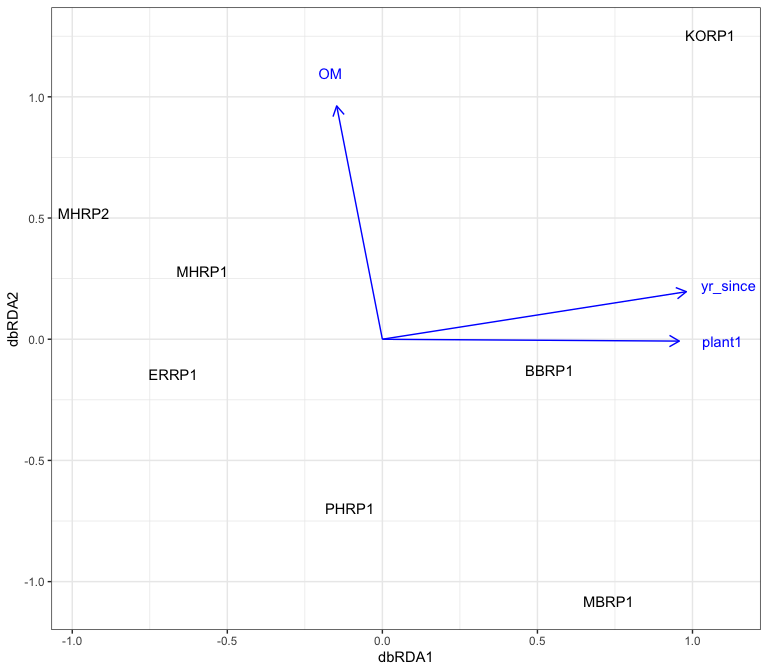 KORP1
OM
1.0
MHRP2
0.5
MHRP1
yr_since
0.0
plant1
dbRDA2
ERRP1
BBRP1
-0.5
PHRP1
-1.0
MBRP1
-1.0
-0.5
0.0
0.5
1.0
dbRDA1